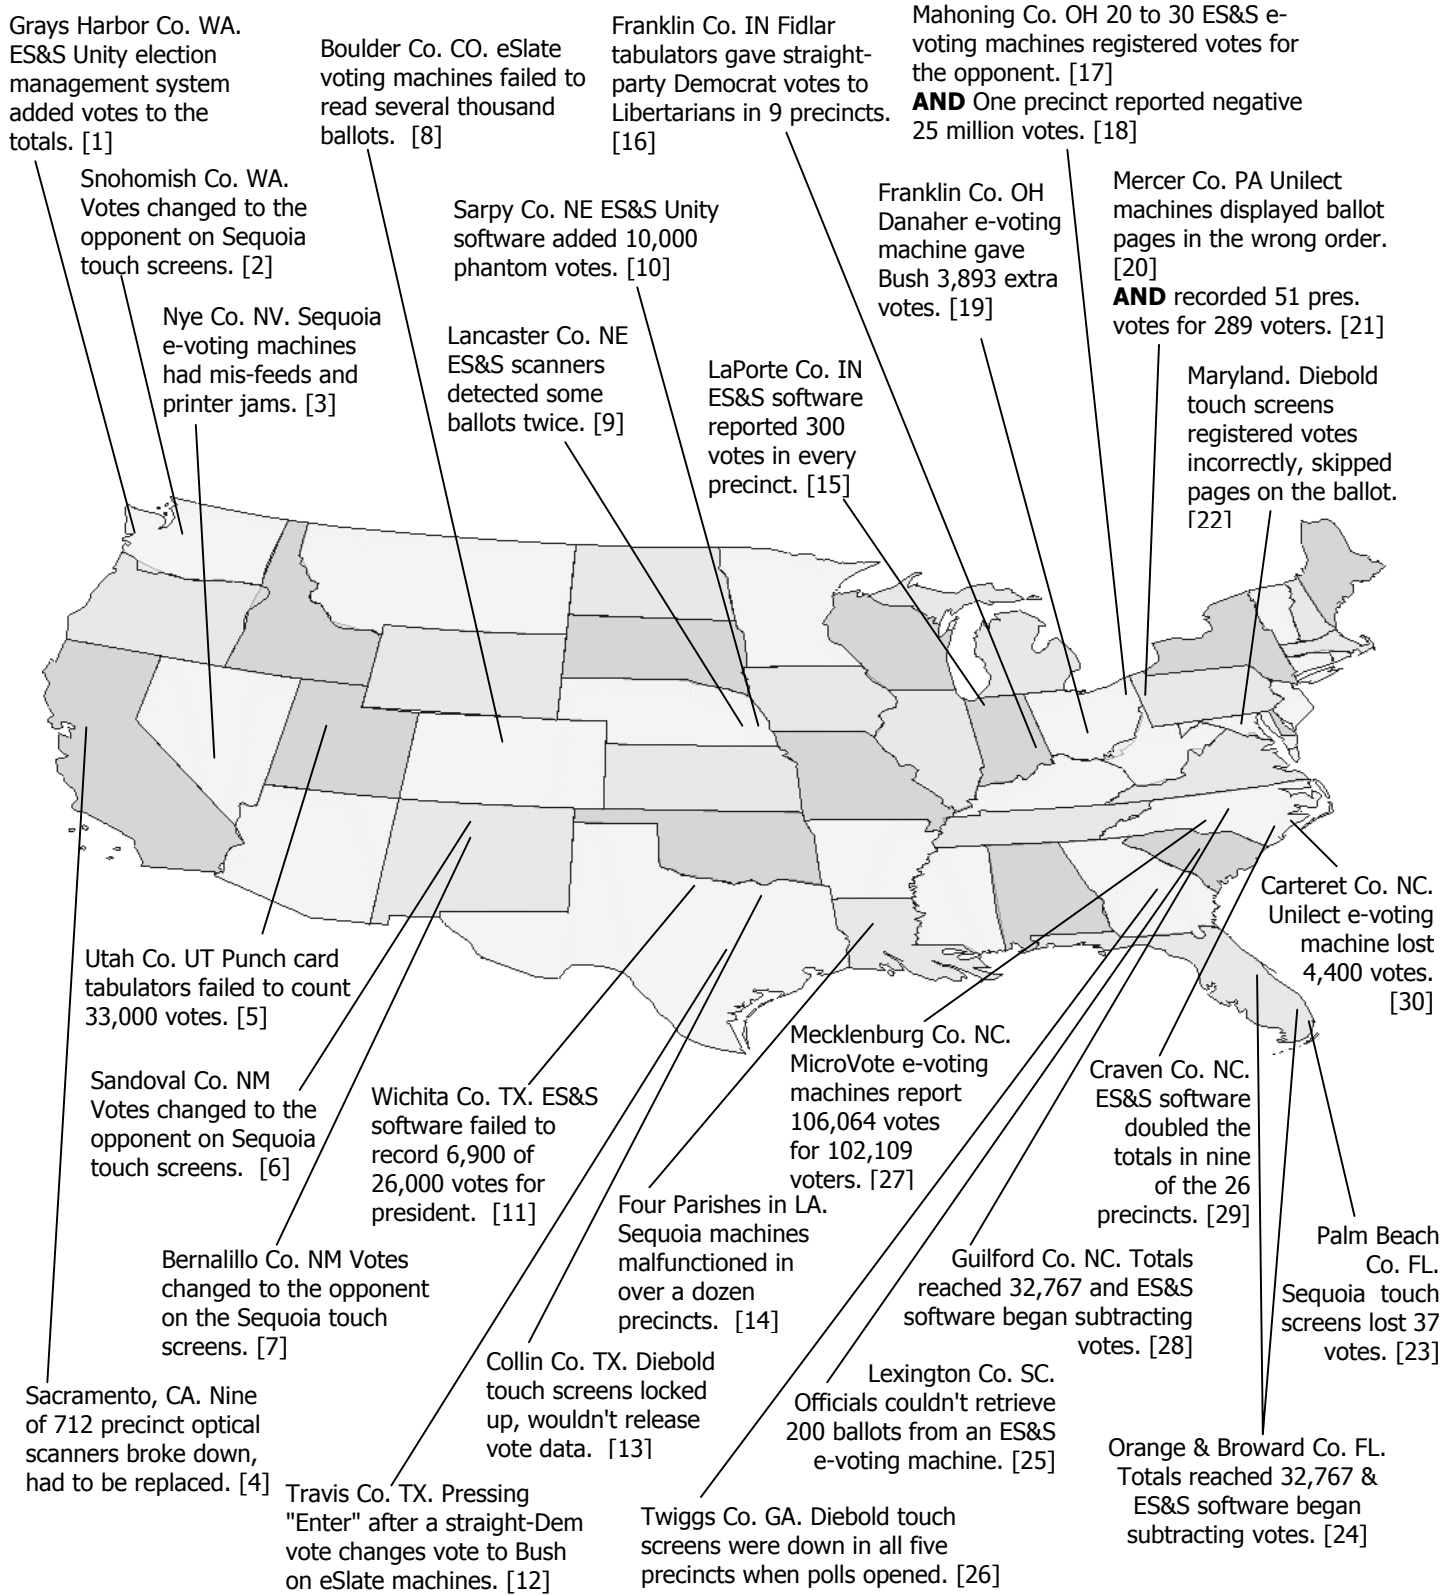 Grays Harbor Co. WA.
ES&S Unity election
management system
added votes to the
totals. [1]
Snohomish Co. WA.
Votes changed to the
opponent on Sequoia
touch screens. [2]
Nye Co. NV. Sequoia
e-voting machines
had mis-feeds and
printer jams. [3]
Boulder Co. CO. eSlate
voting machines failed to
read several thousand
ballots.  [8]
Sarpy Co. NE ES&S Unity
software added 10,000
phantom votes. [10]
Lancaster Co. NE
ES&S scanners
detected some
ballots twice. [9]
Franklin Co. IN Fidlar
tabulators gave straight-
party Democrat votes to
Libertarians in 9 precincts.
[16]
LaPorte Co. IN
ES&S software
reported 300
votes in every
precinct. [15]
Mahoning Co. OH 20 to 30 ES&S e-
voting machines registered votes for
the opponent. [17]
AND One precinct reported negative
25 million votes. [18]
Franklin Co. OH
Danaher e-voting
machine gave
Bush 3,893 extra
votes. [19]
Mercer Co. PA Unilect
machines displayed ballot
pages in the wrong order.
[20]
AND recorded 51 pres.
votes for 289 voters. [21]
Maryland. Diebold
touch screens
registered votes
incorrectly, skipped
pages on the ballot.
[22]
Utah Co. UT Punch card
tabulators failed to count
33,000 votes. [5]
Sandoval Co. NM
Votes changed to the
opponent on Sequoia
touch screens.  [6]
Bernalillo Co. NM Votes
changed to the opponent
on the Sequoia touch
screens. [7]
Sacramento, CA. Nine
of 712 precinct optical
scanners broke down,
had to be replaced. [4]
Wichita Co. TX. ES&S
software failed to
record 6,900 of
26,000 votes for
president.  [11]
Travis Co. TX. Pressing
"Enter" after a straight-Dem
vote changes vote to Bush
on eSlate machines. [12]
Collin Co. TX. Diebold
touch screens locked
up, wouldn't release
vote data.  [13]
Four Parishes in LA.
Sequoia machines
malfunctioned in
over a dozen
precincts.  [14]
Mecklenburg Co. NC.
MicroVote e-voting
machines report
106,064 votes
for 102,109
voters. [27]
Carteret Co. NC.
Unilect e-voting
machine lost
4,400 votes.
[30]
Craven Co. NC.
ES&S software
doubled the
totals in nine
of the 26
precincts. [29]
Guilford Co. NC. Totals
reached 32,767 and ES&S
software began subtracting
votes. [28]
Lexington Co. SC.
Officials couldn't retrieve
200 ballots from an ES&S
e-voting machine. [25]
Twiggs Co. GA. Diebold touch
screens were down in all five
precincts when polls opened. [26]
Palm Beach
Co. FL.
Sequoia  touch
screens lost 37
votes. [23]
Orange & Broward Co. FL.
Totals reached 32,767 &
ES&S software began
subtracting votes. [24]